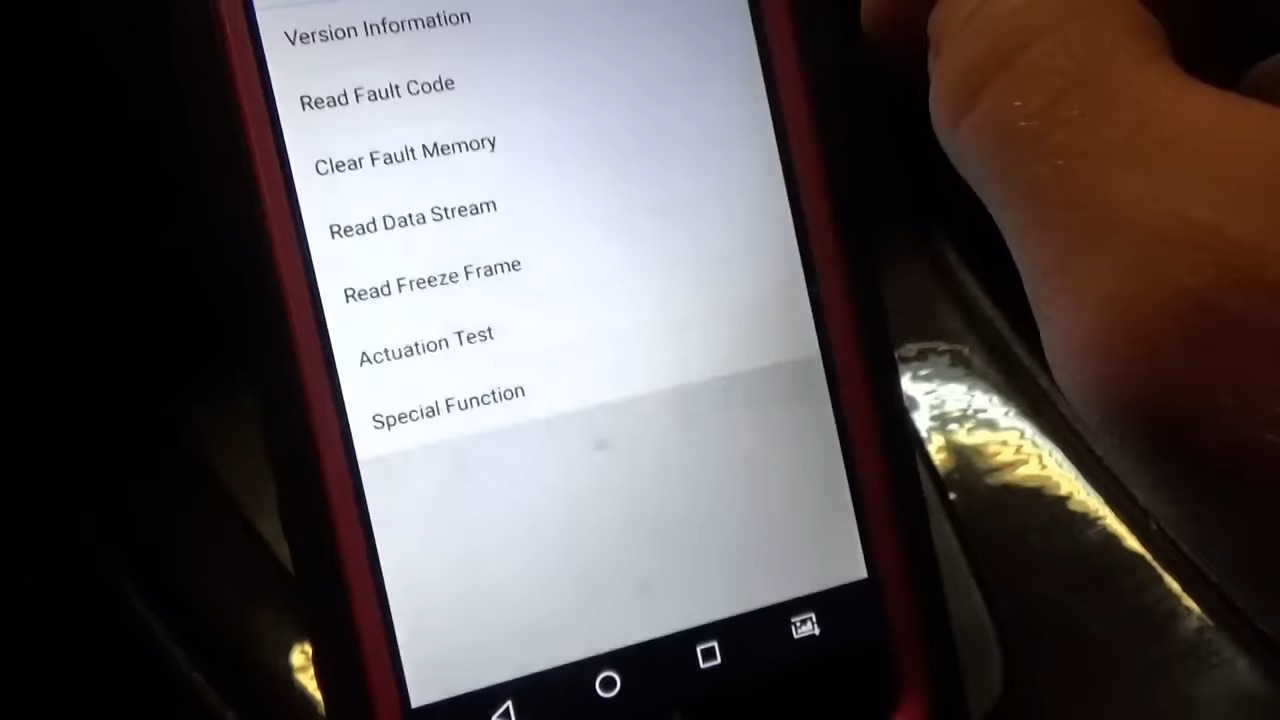 Version Information
Read Fault Code
Clear Fault Memory
Read Data Stream
Read Freeze Frame
Actuation Test
Special Function